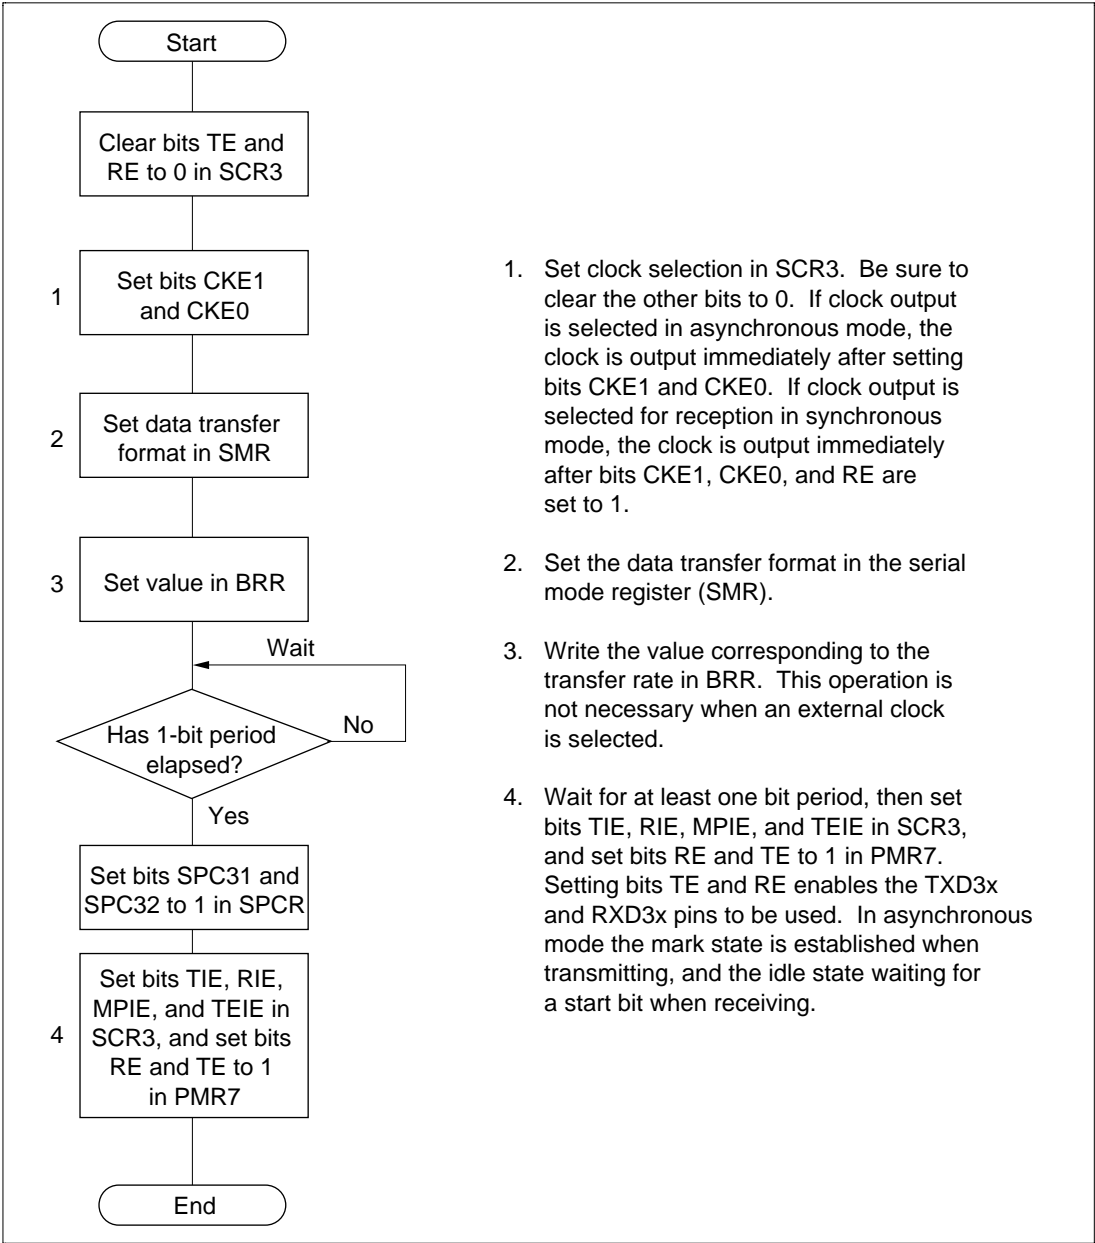 Start
Clear bits TE and
RE to 0 in SCR3
1
Set bits CKE1
and CKE0
2
Set data transfer
format in SMR
3
Set value in BRR
Wait
Has 1-bit period
elapsed?
No
Yes
Set bits SPC31 and
SPC32 to 1 in SPCR
4
Set bits TIE, RIE,
MPIE, and TEIE in
SCR3, and set bits
RE and TE to 1
in PMR7
End
1. Set clock selection in SCR3. Be sure to
clear the other bits to 0. If clock output
is selected in asynchronous mode, the
clock is output immediately after setting
bits CKE1 and CKE0. If clock output is
selected for reception in synchronous
mode, the clock is output immediately
after bits CKE1, CKE0, and RE are
set to 1.
2. Set the data transfer format in the serial
mode register (SMR).
3. Write the value corresponding to the
transfer rate in BRR. This operation is
not necessary when an external clock
is selected.
4. Wait for at least one bit period, then set
bits TIE, RIE, MPIE, and TEIE in SCR3,
and set bits RE and TE to 1 in PMR7.
Setting bits TE and RE enables the TXD3x
and RXD3x pins to be used. In asynchronous
mode the mark state is established when
transmitting, and the idle state waiting for
a start bit when receiving.